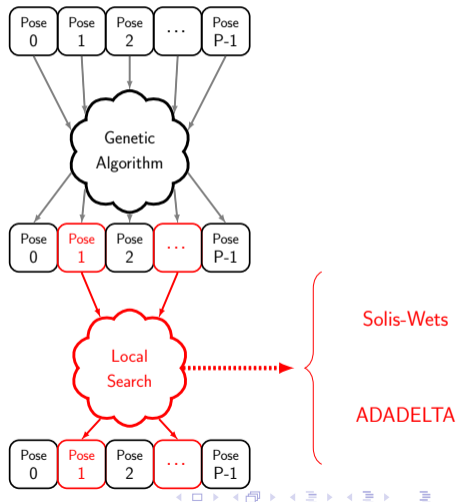 Pose Pose Pose ... Pose
0 1 2 P-1
Genetic
Algorithm
Pose Pose Pose ... Pose
0 1 2 P-1
Local
Search
Solis-Wets
ADADELTA
Pose Pose Pose ... Pose
0 1 2 P-1